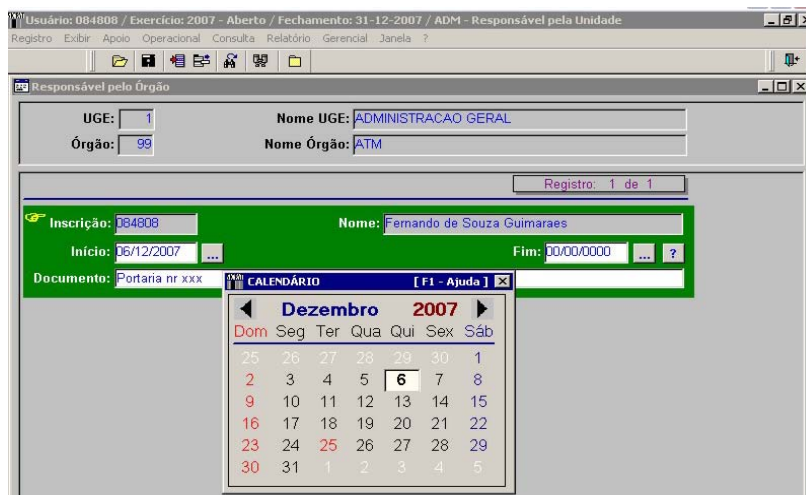 Usuário: 084808 / Exercício: 2007 - Aberto / Fechamento: 31-12-2007 / ADM - Responsável pela Unidade
Registro Exibir Apoio Operacional Consulta Relatório Gerencial Janela ?
Responsável pelo Órgão
UGE: 1 Nome UGE: ADMINISTRACAO GERAL
Órgão: 99 Nome Órgão: ATM
Registro: 1 de 1
Inscrição: 084808 Nome: Fernando de Souza Guimaraes
Início: 06/12/2007 ... Fim: 00/00/0000 ... ?
Documento: Portaria nr xxx
CALENDÁRIO [ F1 - Ajuda ]
Dezembro 2007
Dom Seg Ter Qua Qui Sex Sáb
25 26 27 28 29 30 1
2 3 4 5 6 7 8
9 10 11 12 13 14 15
16 17 18 19 20 21 22
23 24 25 26 27 28 29
30 31 1 2 3 4 5